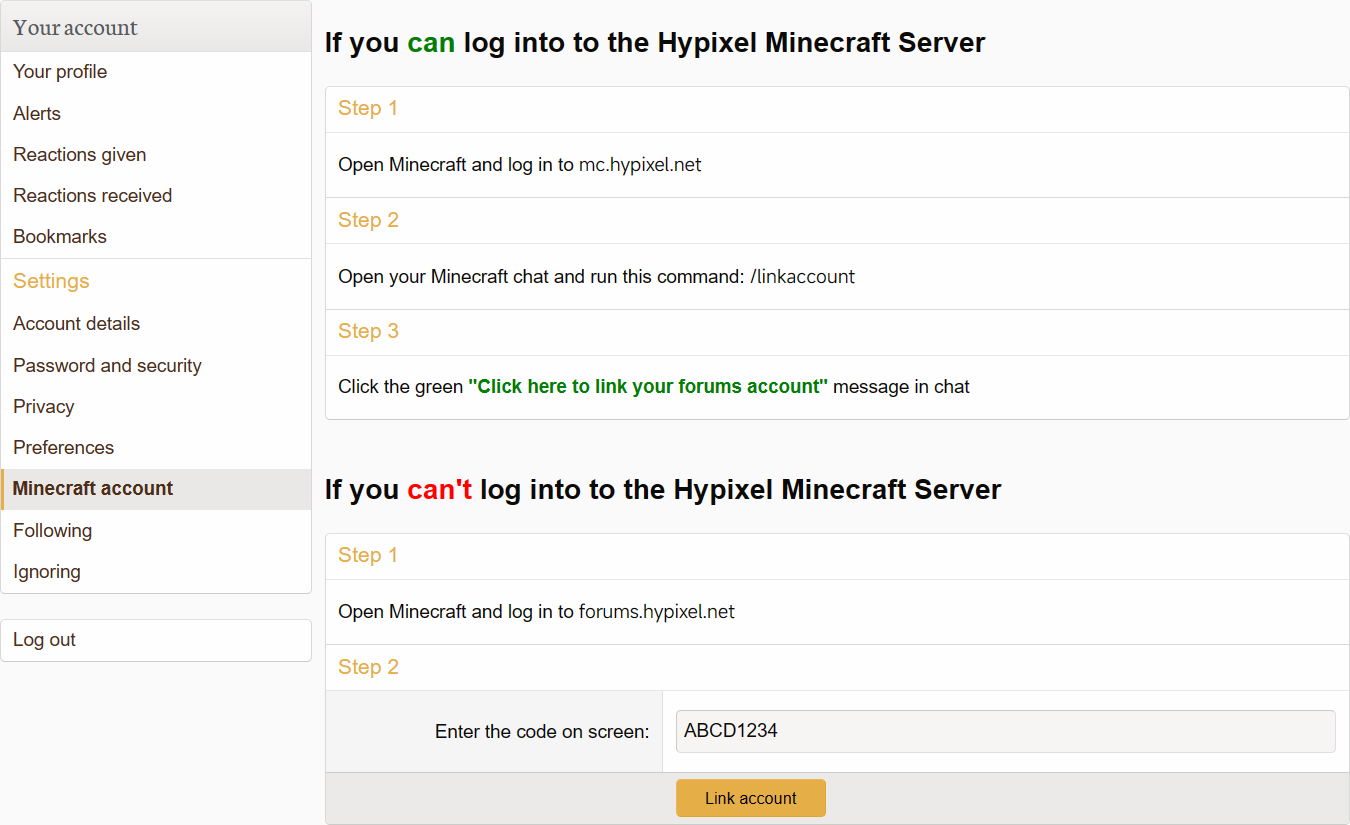 Your account
Your profile
Alerts
Reactions given
Reactions received
Bookmarks
Settings
Account details
Password and security
Privacy
Preferences
Minecraft account
Following
Ignoring
Log out
If you can log into to the Hypixel Minecraft Server
Step 1
Open Minecraft and log in to mc.hypixel.net
Step 2
Open your Minecraft chat and run this command: /linkaccount
Step 3
Click the green "Click here to link your forums account" message in chat
If you can't log into to the Hypixel Minecraft Server
Step 1
Open Minecraft and log in to forums.hypixel.net
Step 2
Enter the code on screen:
ABCD1234
Link account